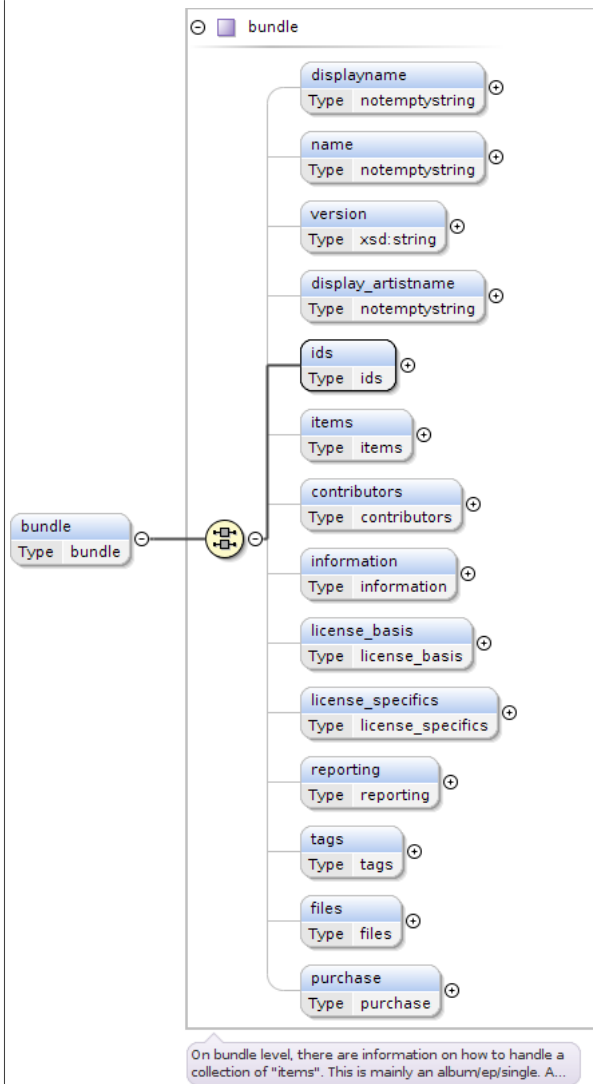 bundle
displayname
Type notemptystring
name
Type notemptystring
version
Type xsd:string
display_artistname
Type notemptystring
ids
Type ids
items
Type items
contributors
Type contributors
bundle
Type bundle
information
Type information
license_basis
Type license_basis
license_specifics
Type license_specifics
reporting
Type reporting
tags
Type tags
files
Type files
purchase
Type purchase
On bundle level, there are information on how to handle a
collection of "items". This is mainly an album/ep/single. A...